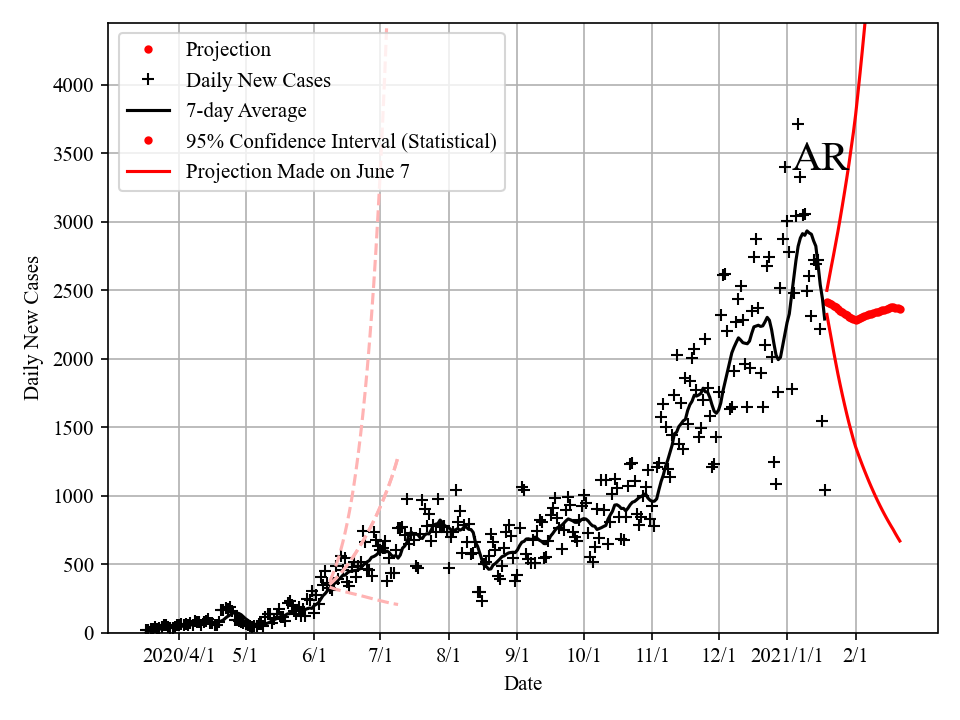 Projection
Daily New Cases
7-day Average
95% Confidence Interval (Statistical)
Projection Made on June 7
AR
4000
3500
3000
2500
2000
1500
1000
500
0
Daily New Cases
2020/4/1 5/1 6/1 7/1 8/1 9/1 10/1 11/1 12/1 2021/1/1 2/1
Date